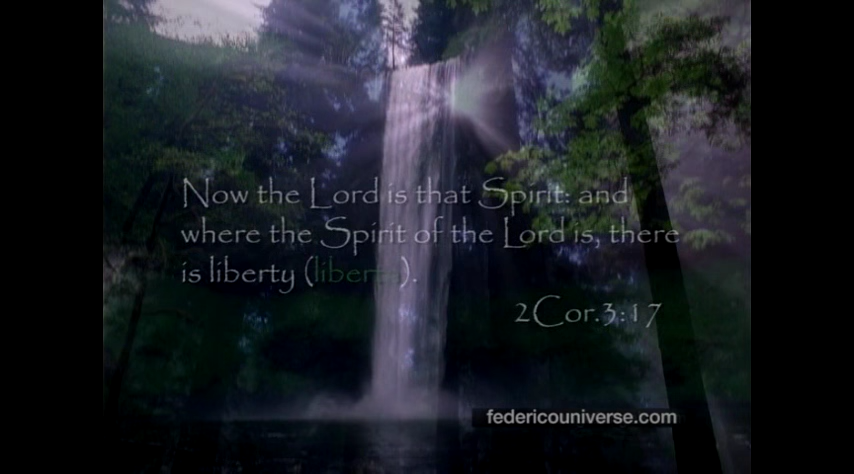 Now the Lord is that Spirit: and
where the Spirit of the Lord is, there
is liberty (liberta).
2Cor.3:17
federicouniverse.com